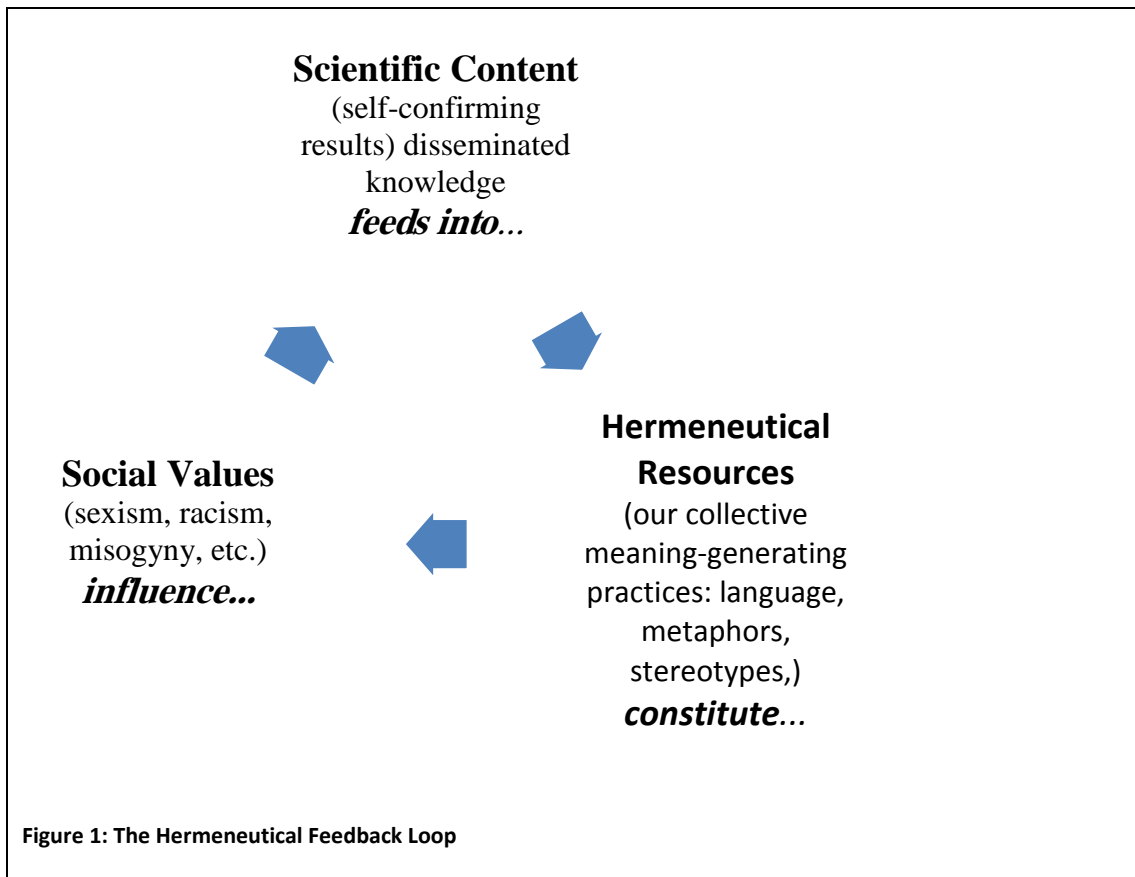 Scientific Content
(self-confirming
results) disseminated
knowledge
feeds into...
Hermeneutical
Resources
(our collective
meaning-generating
practices: language,
metaphors,
stereotypes,)
constitute...
Social Values
(sexism, racism,
misogyny, etc.)
influence...
Figure 1: The Hermeneutical Feedback Loop